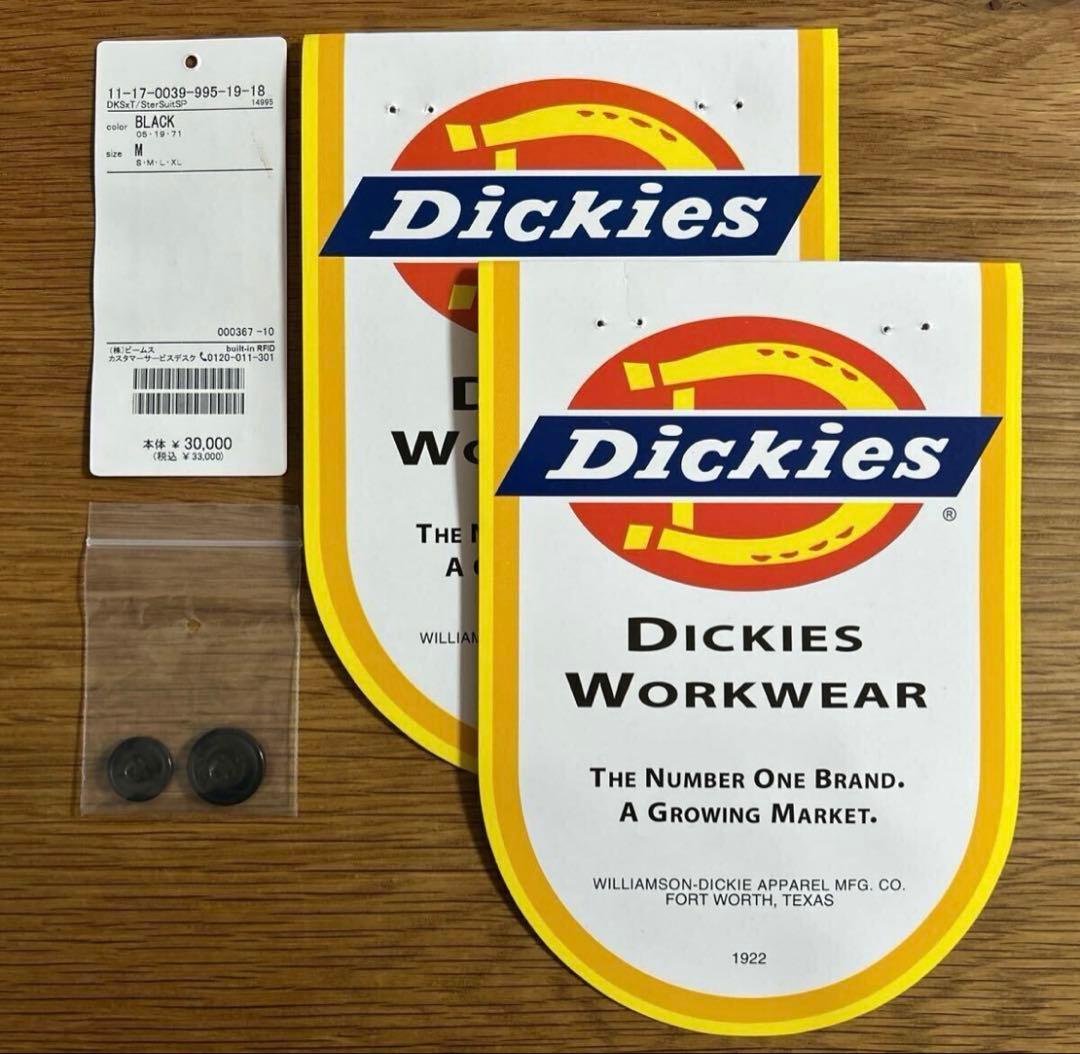 11-17-0039-995-19-18
DKSxT/SterSuitSP 14995
color BLACK
05・19・71
size M
S・M・L・XL
000367 -10
(株)ビームス built-in RFID
カスタマーサービスデスク 0120-011-301
本体 ¥ 30,000
(税込 ¥ 33,000)
Dickies
D
WO
THE N
A G
WILLIAM
Dickies
®
DICKIES
WORKWEAR
THE NUMBER ONE BRAND.
A GROWING MARKET.
WILLIAMSON-DICKIE APPAREL MFG. CO.
FORT WORTH, TEXAS
1922